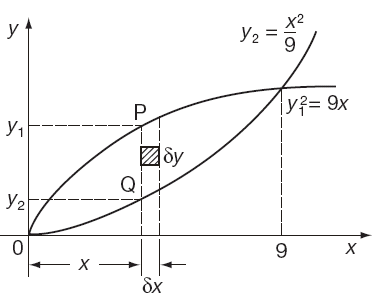 y
y₂ = x²/9
P
y₁² = 9x
y₁
δy
Q
y₂
0
9
x
x
δx